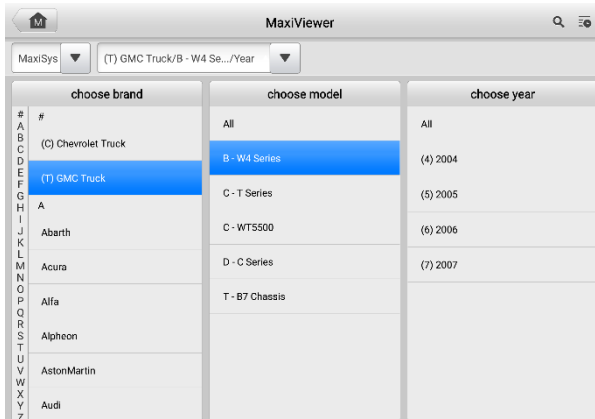 M
MaxiViewer
MaxiSys
(T) GMC Truck/B - W4 Se.../Year
choose brand
choose model
choose year
#
A
B
C
D
E
F
G
H
I
J
K
L
M
N
O
P
Q
R
S
T
U
V
W
X
Y
Z
#
(C) Chevrolet Truck
(T) GMC Truck
A
Abarth
Acura
Alfa
Alpheon
AstonMartin
Audi
All
B - W4 Series
C - T Series
C - WT5500
D - C Series
T - B7 Chassis
All
(4) 2004
(5) 2005
(6) 2006
(7) 2007